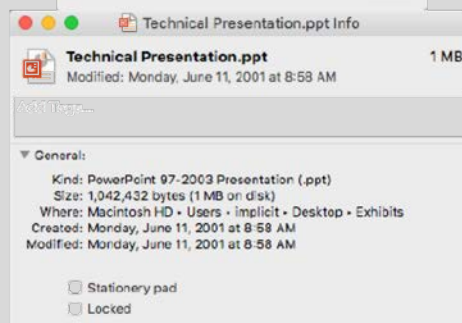 Technical Presentation.ppt Info
Technical Presentation.ppt 1 MB
Modified: Monday, June 11, 2001 at 8:58 AM
Add Tags...
General:
Kind: PowerPoint 97-2003 Presentation (.ppt)
Size: 1,042,432 bytes (1 MB on disk)
Where: Macintosh HD • Users • implicit • Desktop • Exhibits
Created: Monday, June 11, 2001 at 8:58 AM
Modified: Monday, June 11, 2001 at 8:58 AM
Stationery pad
Locked